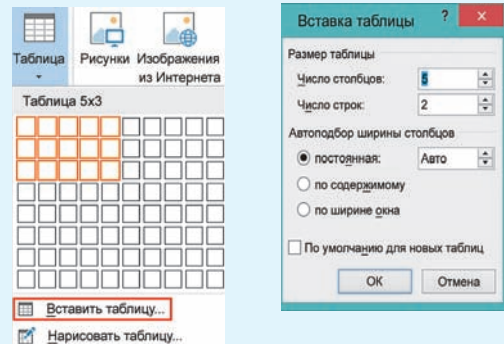 Таблица
Рисунки
Изображения
из Интернета
Таблица 5x3
Вставить таблицу...
Нарисовать таблицу...
Вставка таблицы ? x
Размер таблицы
Число столбцов: 5
Число строк: 2
Автоподбор ширины столбцов
постоянная: Авто
по содержимому
по ширине окна
По умолчанию для новых таблиц
ОК Отмена